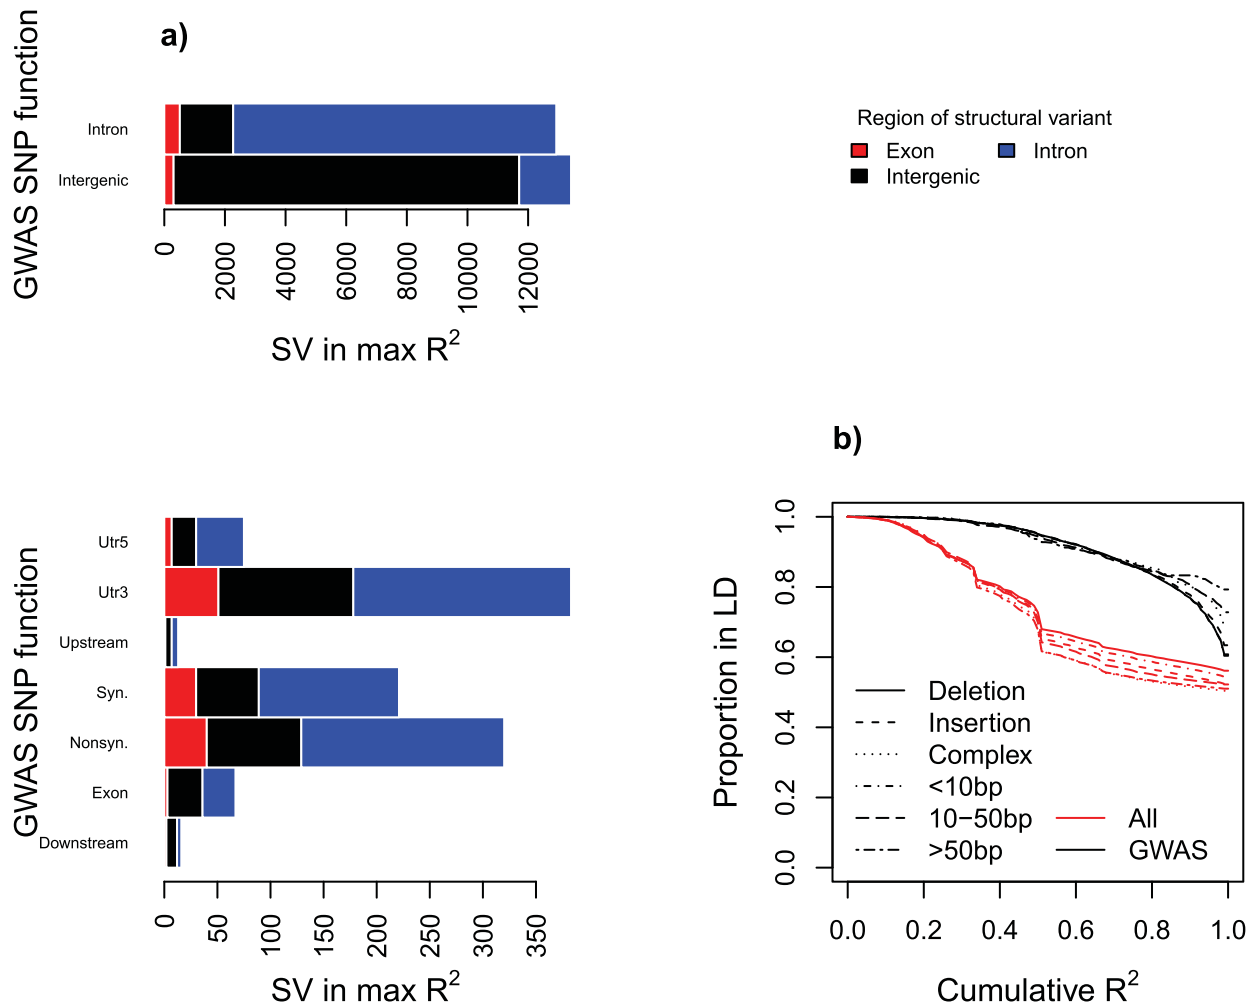 a)
GWAS SNP function
Intron
Intergenic
0 2000 4000 6000 8000 10000 12000
SV in max R²
Region of structural variant
Exon Intron
Intergenic
GWAS SNP function
Utr5
Utr3
Upstream
Syn.
Nonsyn.
Exon
Downstream
0 50 100 150 200 250 300 350
SV in max R²
b)
Proportion in LD
1.0
0.8
0.6
0.4
0.2
0.0
Deletion
Insertion
Complex
<10bp
10−50bp All
>50bp GWAS
0.0 0.2 0.4 0.6 0.8 1.0
Cumulative R²